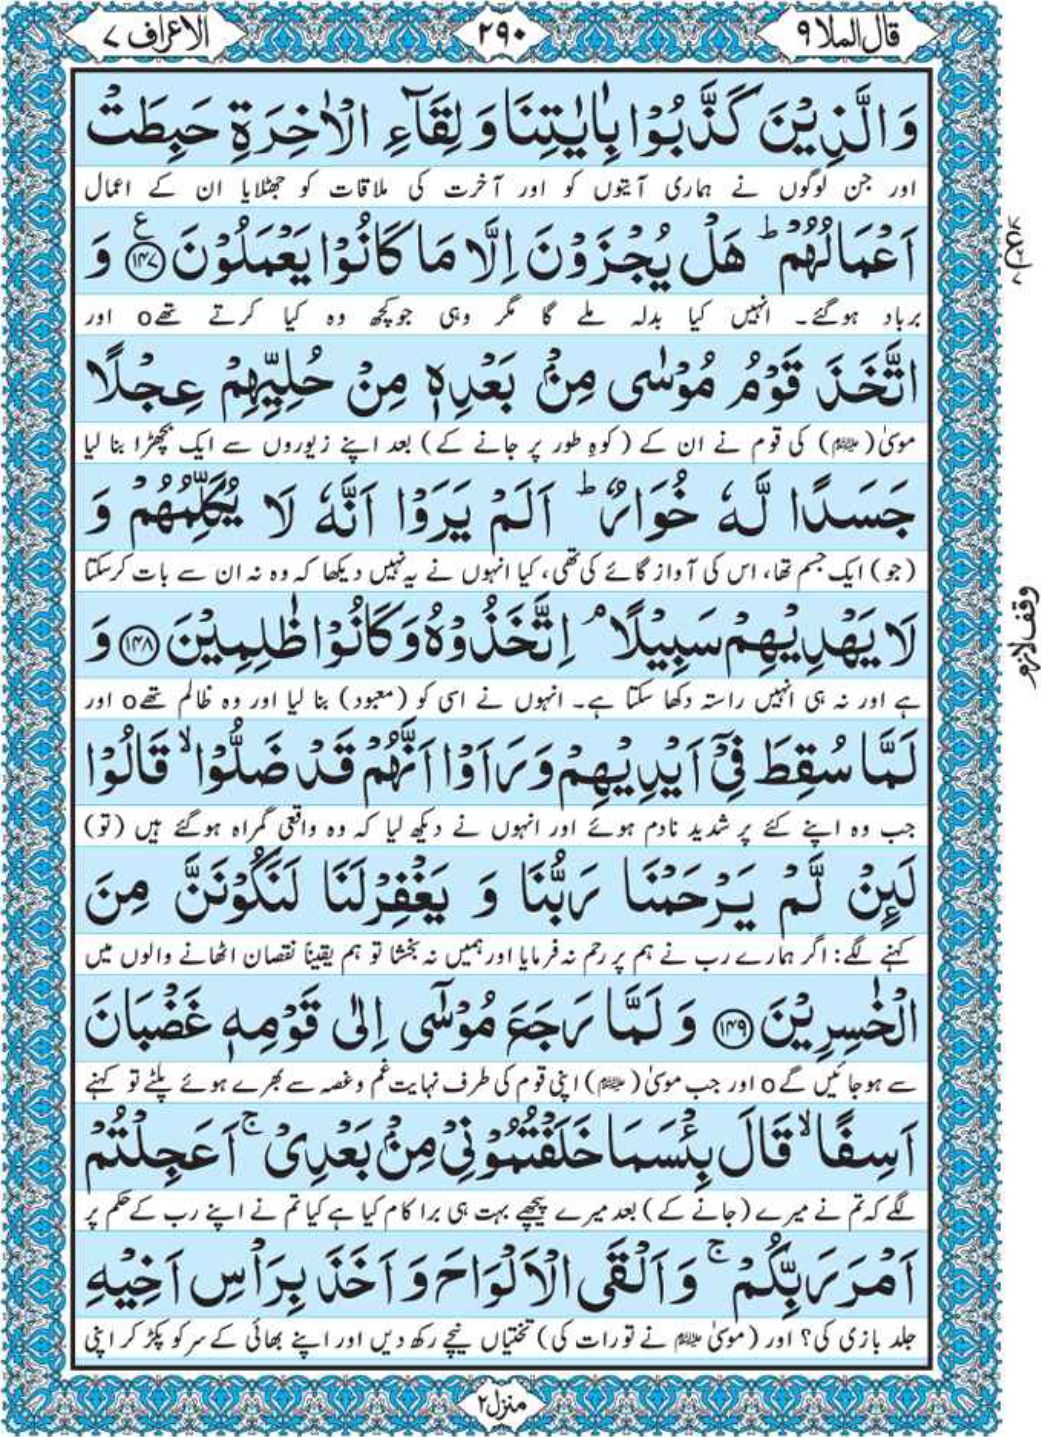 قال الملا ۹
۲۹۰
الاعراف ۷
وَالَّذِیْنَ کَذَّبُوْا بِاٰیٰتِنَا وَ لِقَآءِ الْاٰخِرَةِ حَبِطَتْ
اور جن لوگوں نے ہماری آیتوں کو اور آخرت کی ملاقات کو جھٹلایا ان کے اعمال
اَعْمَالُهُمْ ؕ هَلْ یُجْزَوْنَ اِلَّا مَا کَانُوْا یَعْمَلُوْنَ ﴿۱۴۷﴾ ع وَ
برباد ہوگئے۔ انہیں کیا بدلہ ملے گا مگر وہی جو کچھ وہ کیا کرتے تھے o اور
اتَّخَذَ قَوْمُ مُوْسٰی مِنْۢ بَعْدِهٖ مِنْ حُلِیِّهِمْ عِجْلًا
موسٰی (علیہ السلام) کی قوم نے ان کے (کوہِ طور پر جانے کے) بعد اپنے زیوروں سے ایک بچھڑا بنا لیا
جَسَدًا لَّهٗ خُوَارٌ ؕ اَلَمْ یَرَوْا اَنَّهٗ لَا یُکَلِّمُهُمْ وَ
(جو) ایک جسم تھا، اس کی آواز گائے کی تھی، کیا انہوں نے یہ نہیں دیکھا کہ وہ نہ ان سے بات کرسکتا
لَا یَهْدِیْهِمْ سَبِیْلًا ۘ اِتَّخَذُوْهُ وَ کَانُوْا ظٰلِمِیْنَ ﴿۱۴۸﴾ وَ
وقف لازم
ہے اور نہ ہی انہیں راستہ دکھا سکتا ہے۔ انہوں نے اسی کو (معبود) بنا لیا اور وہ ظالم تھے o اور
لَمَّا سُقِطَ فِیْۤ اَیْدِیْهِمْ وَ رَاَوْا اَنَّهُمْ قَدْ ضَلُّوْا ۙ قَالُوْا
جب وہ اپنے کئے پر شدید نادم ہوئے اور انہوں نے دیکھ لیا کہ وہ واقعی گمراہ ہوگئے ہیں (تو)
لَئِنْ لَّمْ یَرْحَمْنَا رَبُّنَا وَ یَغْفِرْلَنَا لَنَکُوْنَنَّ مِنَ
کہنے لگے: اگر ہمارے رب نے ہم پر رحم نہ فرمایا اور ہمیں نہ بخشا تو ہم یقیناً نقصان اٹھانے والوں میں
الْخٰسِرِیْنَ ﴿۱۴۹﴾ وَ لَمَّا رَجَعَ مُوْسٰۤی اِلٰی قَوْمِهٖ غَضْبَانَ
سے ہوجائیں گے o اور جب موسٰی (علیہ السلام) اپنی قوم کی طرف نہایت غم و غصہ سے بھرے ہوئے پلٹے تو کہنے
اَسِفًا ۙ قَالَ بِئْسَمَا خَلَفْتُمُوْنِیْ مِنْۢ بَعْدِیْ ۚ اَعَجِلْتُمْ
لگے کہ تم نے میرے (جانے کے) بعد میرے پیچھے بہت ہی برا کام کیا ہے کیا تم نے اپنے رب کے حکم پر
اَمْرَ رَبِّکُمْ ۚ وَ اَلْقَی الْاَلْوَاحَ وَ اَخَذَ بِرَاْسِ اَخِیْهِ
جلد بازی کی؟ اور (موسٰی علیہ السلام نے تورات کی) تختیاں نیچے رکھ دیں اور اپنے بھائی کے سر کو پکڑ کر اپنی
منزل ۲